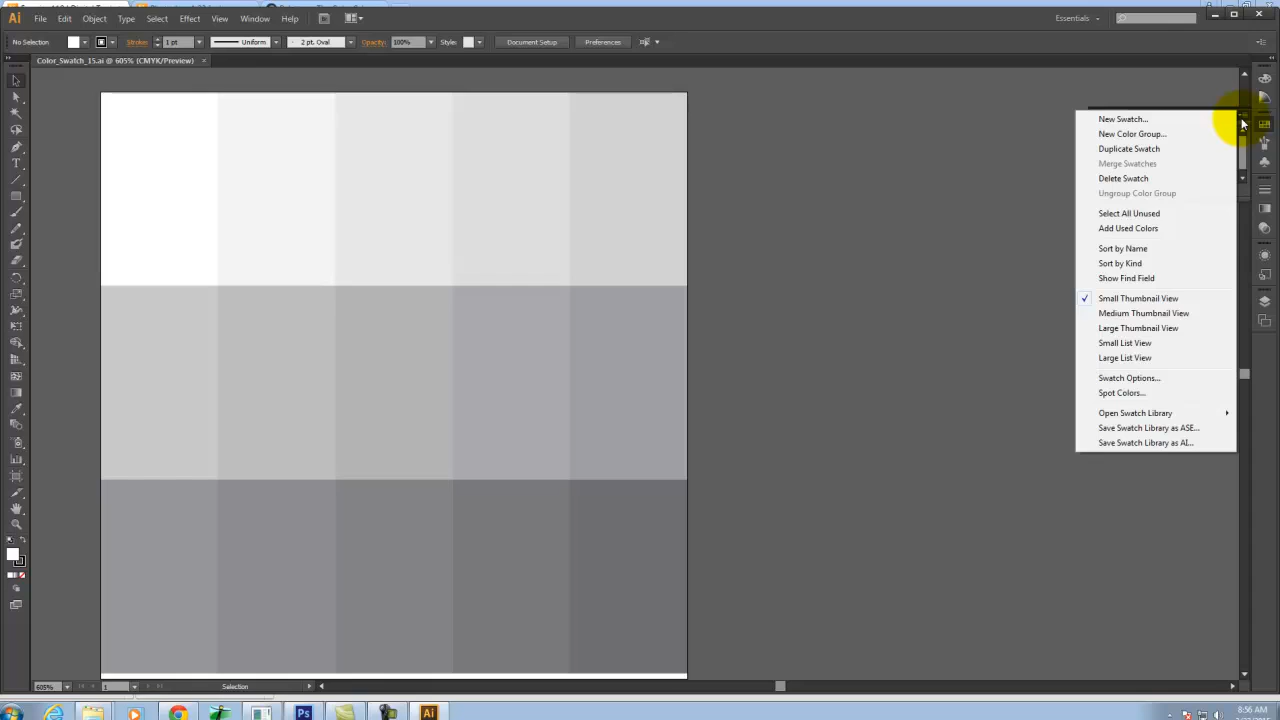 Ai File Edit Object Type Select Effect View Window Help Br Essentials
No Selection Stroke: 1 pt Uniform 2 pt. Oval Opacity: 100% Style: Document Setup Preferences
Color_Swatch_15.ai @ 605% (CMYK/Preview) ×
New Swatch...
New Color Group...
Duplicate Swatch
Merge Swatches
Delete Swatch
Ungroup Color Group
Select All Unused
Add Used Colors
Sort by Name
Sort by Kind
Show Find Field
Small Thumbnail View
Medium Thumbnail View
Large Thumbnail View
Small List View
Large List View
Swatch Options...
Spot Colors...
Open Swatch Library
Save Swatch Library as ASE...
Save Swatch Library as AI...
605% 1 Selection
Ps Ai 8:56 AM